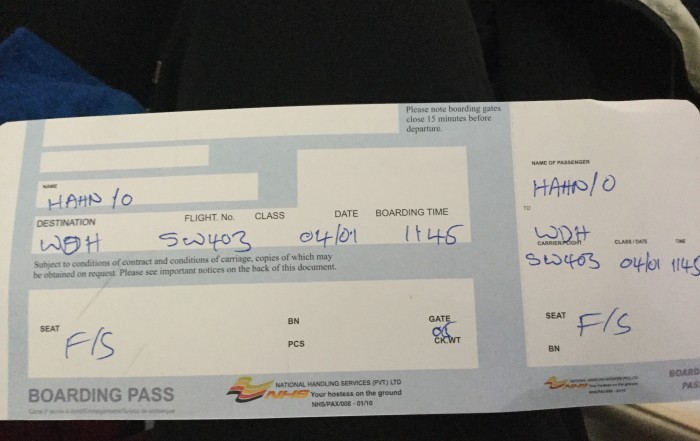 Please note boarding gates
close 15 minutes before
departure.
NAME
HAHN/O
DESTINATION FLIGHT. No. CLASS DATE BOARDING TIME
WDH SW403 04/01 1145
Subject to conditions of contract and conditions of carriage, copies of which may
be obtained on request. Please see important notices on the back of this document.
SEAT BN GATE
F/S 05
PCS CK.WT
BOARDING PASS
NHS
NATIONAL HANDLING SERVICES (PVT) LTD
Your hostess on the ground
NHS/PAX/008 - 01/10
NAME OF PASSENGER
HAHN/O
TO
WDH
CARRIER/FLIGHT CLASS / DATE TIME
SW403 04/01 1145
SEAT
F/S
BN
BOARD
PAS